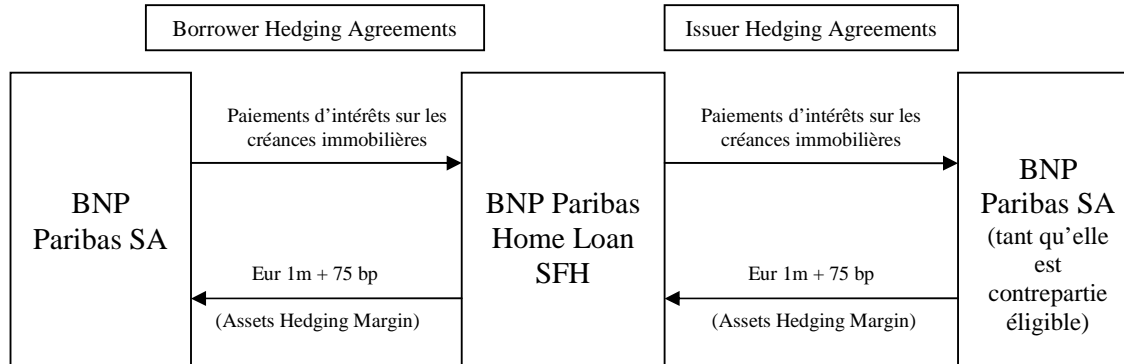 Borrower Hedging Agreements
Issuer Hedging Agreements
BNP
Paribas SA
Paiements d’intérêts sur les
créances immobilières
Eur 1m + 75 bp
(Assets Hedging Margin)
BNP Paribas
Home Loan
SFH
Paiements d’intérêts sur les
créances immobilières
Eur 1m + 75 bp
(Assets Hedging Margin)
BNP
Paribas SA
(tant qu’elle
est
contrepartie
éligible)